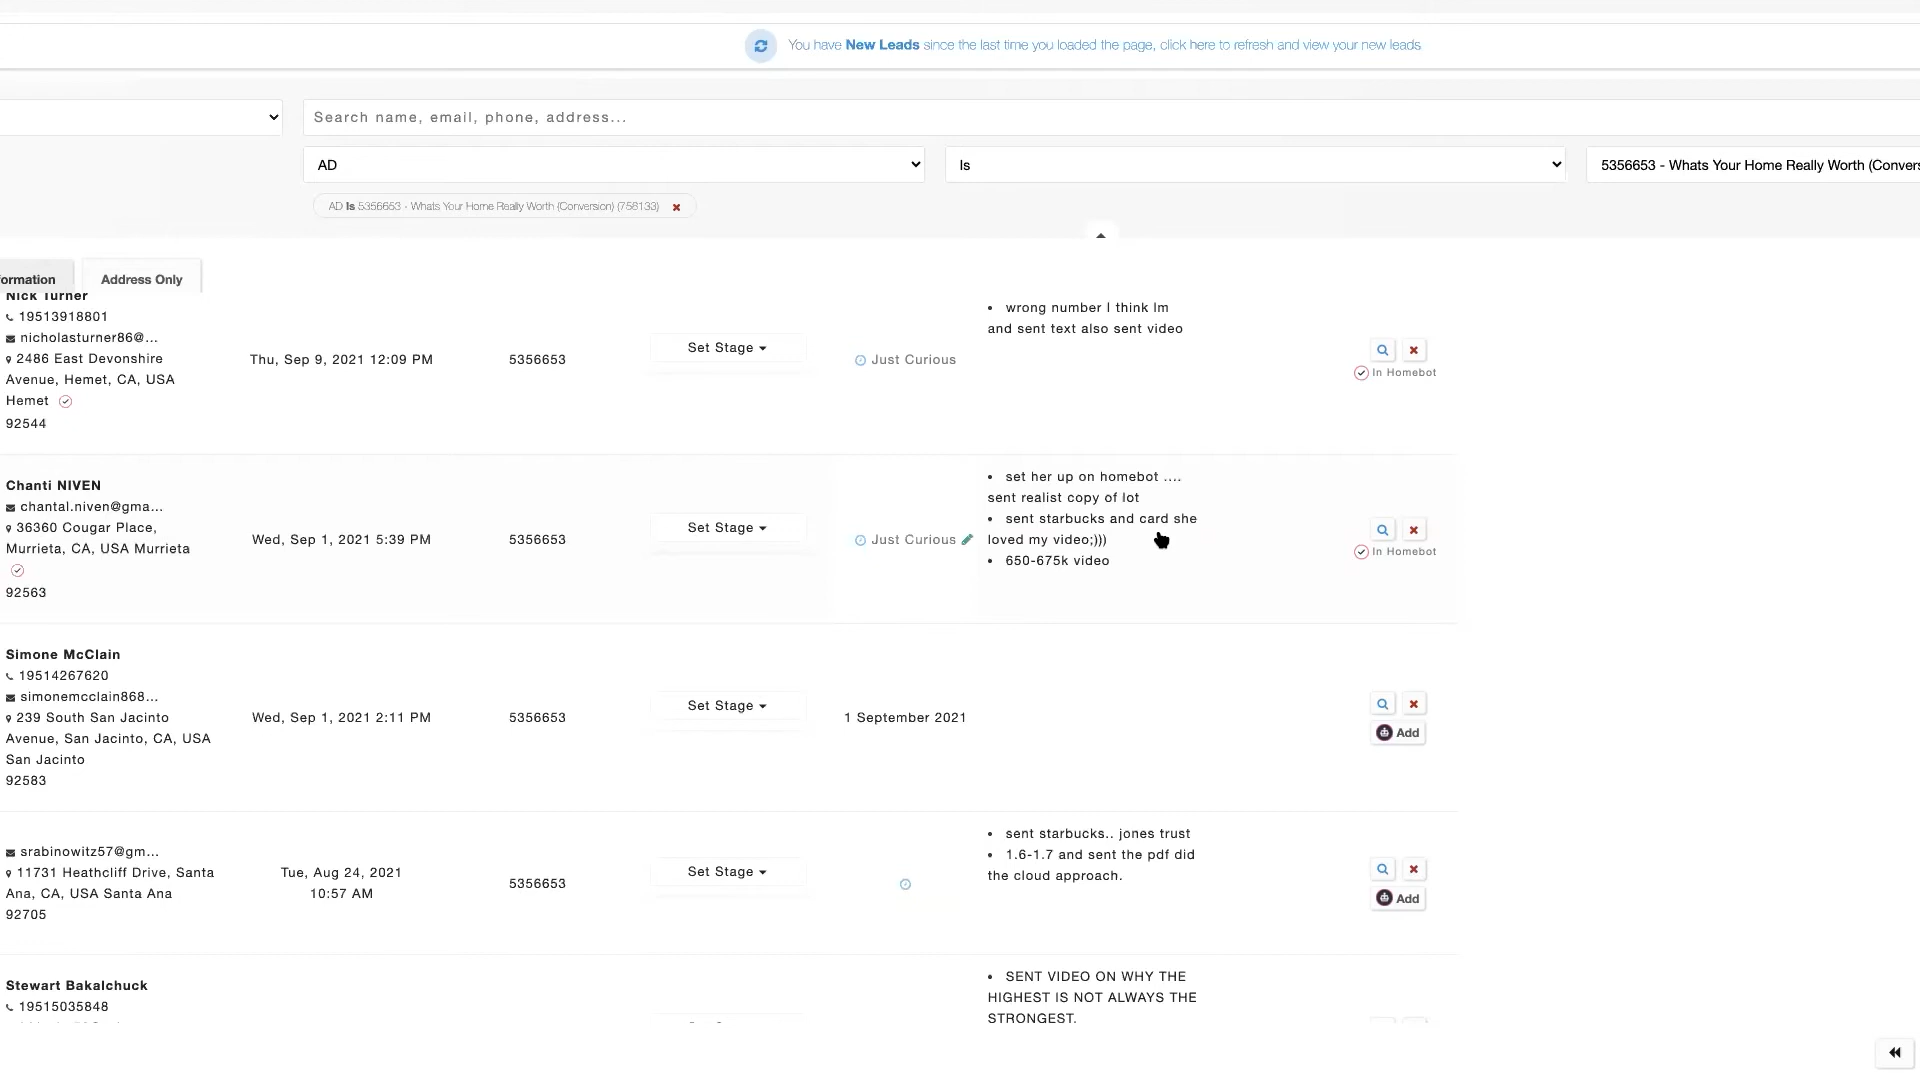 You have New Leads since the last time you loaded the page, click here to refresh and view your new leads
Search name, email, phone, address...
AD
Is
5356653 - Whats Your Home Really Worth (Convers
AD Is 5356653 - Whats Your Home Really Worth (Conversion) (758133)
formation
Address Only
Nick Turner
19513918801
nicholasturner86@...
2486 East Devonshire
Avenue, Hemet, CA, USA
Hemet
92544
Thu, Sep 9, 2021 12:09 PM
5356653
Set Stage
Just Curious
• wrong number I think Im
and sent text also sent video
In Homebot
Chanti NIVEN
chantal.niven@gma...
36360 Cougar Place,
Murrieta, CA, USA Murrieta
92563
Wed, Sep 1, 2021 5:39 PM
5356653
Set Stage
Just Curious
• set her up on homebot ....
sent realist copy of lot
• sent starbucks and card she
loved my video;)))
• 650-675k video
In Homebot
Simone McClain
19514267620
simonemcclain868...
239 South San Jacinto
Avenue, San Jacinto, CA, USA
San Jacinto
92583
Wed, Sep 1, 2021 2:11 PM
5356653
Set Stage
1 September 2021
Add
srabinowitz57@gm...
11731 Heathcliff Drive, Santa
Ana, CA, USA Santa Ana
92705
Tue, Aug 24, 2021
10:57 AM
5356653
Set Stage
• sent starbucks.. jones trust
• 1.6-1.7 and sent the pdf did
the cloud approach.
Add
Stewart Bakalchuck
19515035848
• SENT VIDEO ON WHY THE
HIGHEST IS NOT ALWAYS THE
STRONGEST.